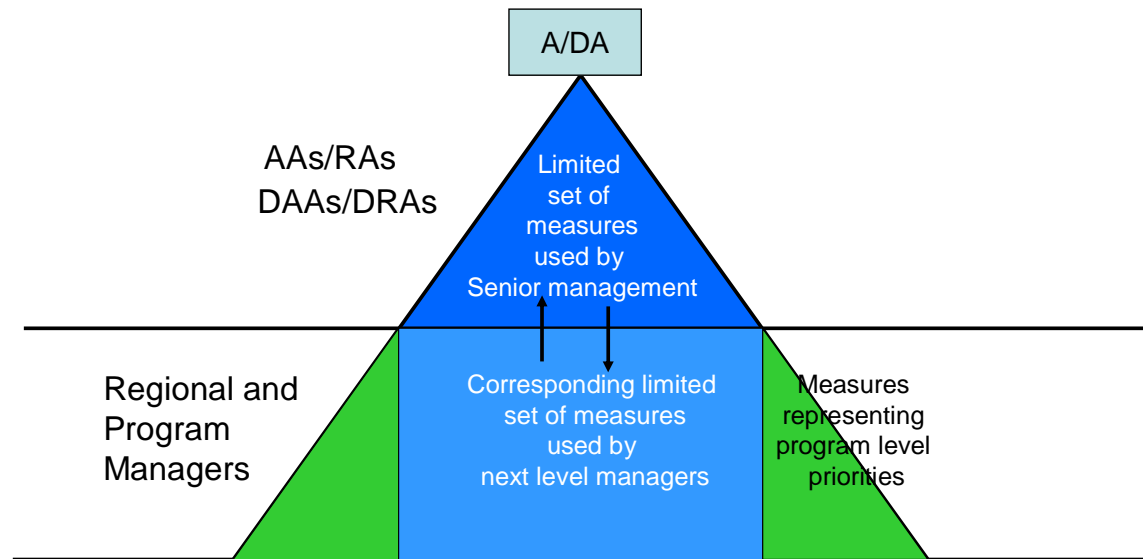 A/DA
AAs/RAs
DAAs/DRAs
Limited
set of
measures
used by
Senior management
Regional and
Program
Managers
Corresponding limited
set of measures
used by
next level managers
Measures
representing
program level
priorities